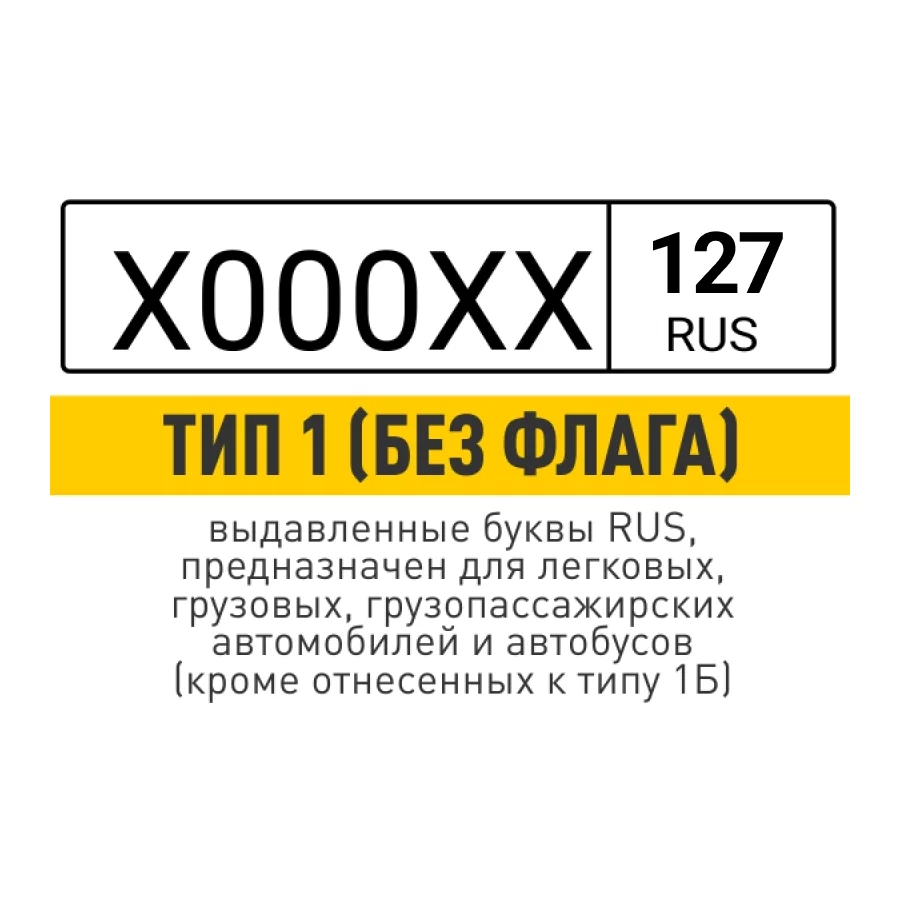 Х000ХХ 127
RUS
ТИП 1 (БЕЗ ФЛАГА)
выдавленные буквы RUS,
предназначен для легковых,
грузовых, грузопассажирских
автомобилей и автобусов
(кроме отнесенных к типу 1Б)